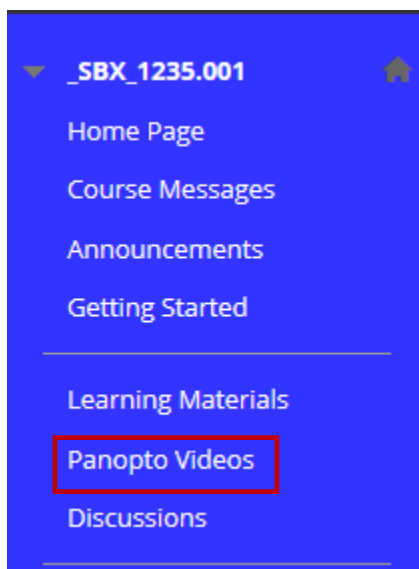 _SBX_1235.001
Home Page
Course Messages
Announcements
Getting Started
Learning Materials
Panopto Videos
Discussions